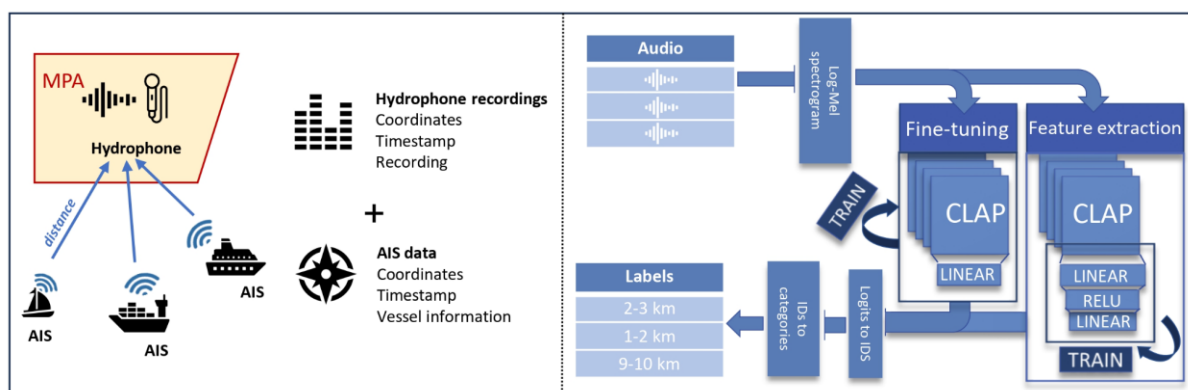 MPA
Hydrophone
distance
AIS
AIS
AIS
Hydrophone recordings
Coordinates
Timestamp
Recording
+
AIS data
Coordinates
Timestamp
Vessel information
Audio
Log-Mel
spectrogram
Fine-tuning
CLAP
LINEAR
TRAIN
Feature extraction
CLAP
LINEAR
RELU
LINEAR
TRAIN
Logits to IDS
IDs to
categories
Labels
2-3 km
1-2 km
9-10 km